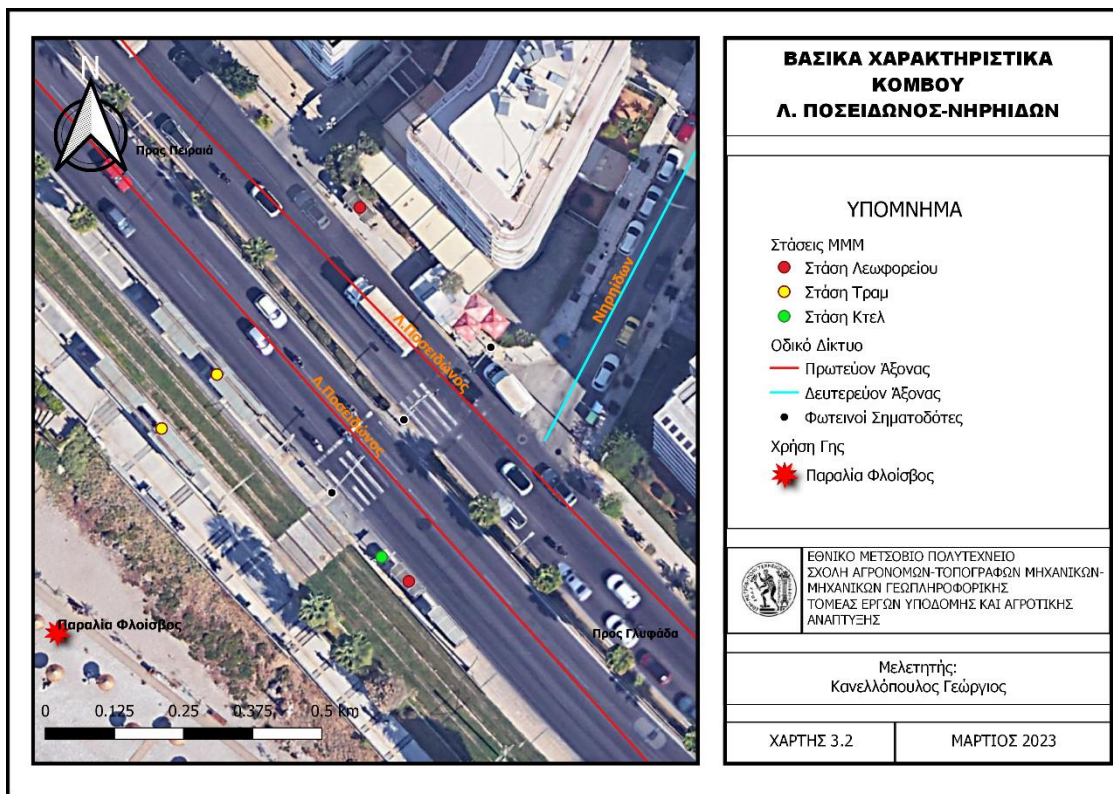 N
Προς Πειραιά
Νηρηίδων
Λ.Ποσειδώνος
Λ.Ποσειδώνος
Παραλία Φλοίσβος
Προς Γλυφάδα
0 0.125 0.25 0.375 0.5 km
ΒΑΣΙΚΑ ΧΑΡΑΚΤΗΡΙΣΤΙΚΑ
ΚΟΜΒΟΥ
Λ. ΠΟΣΕΙΔΩΝΟΣ-ΝΗΡΗΙΔΩΝ
ΥΠΟΜΝΗΜΑ
Στάσεις ΜΜΜ
Στάση Λεωφορείου
Στάση Τραμ
Στάση Κτελ
Οδικό Δίκτυο
Πρωτεύον Άξονας
Δευτερεύον Άξονας
Φωτεινοί Σηματοδότες
Χρήση Γης
Παραλία Φλοίσβος
ΕΘΝΙΚΟ ΜΕΤΣΟΒΙΟ ΠΟΛΥΤΕΧΝΕΙΟ
ΣΧΟΛΗ ΑΓΡΟΝΟΜΩΝ-ΤΟΠΟΓΡΑΦΩΝ ΜΗΧΑΝΙΚΩΝ-
ΜΗΧΑΝΙΚΩΝ ΓΕΩΠΛΗΡΟΦΟΡΙΚΗΣ
ΤΟΜΕΑΣ ΕΡΓΩΝ ΥΠΟΔΟΜΗΣ ΚΑΙ ΑΓΡΟΤΙΚΗΣ
ΑΝΑΠΤΥΞΗΣ
Μελετητής:
Κανελλόπουλος Γεώργιος
ΧΑΡΤΗΣ 3.2
ΜΑΡΤΙΟΣ 2023